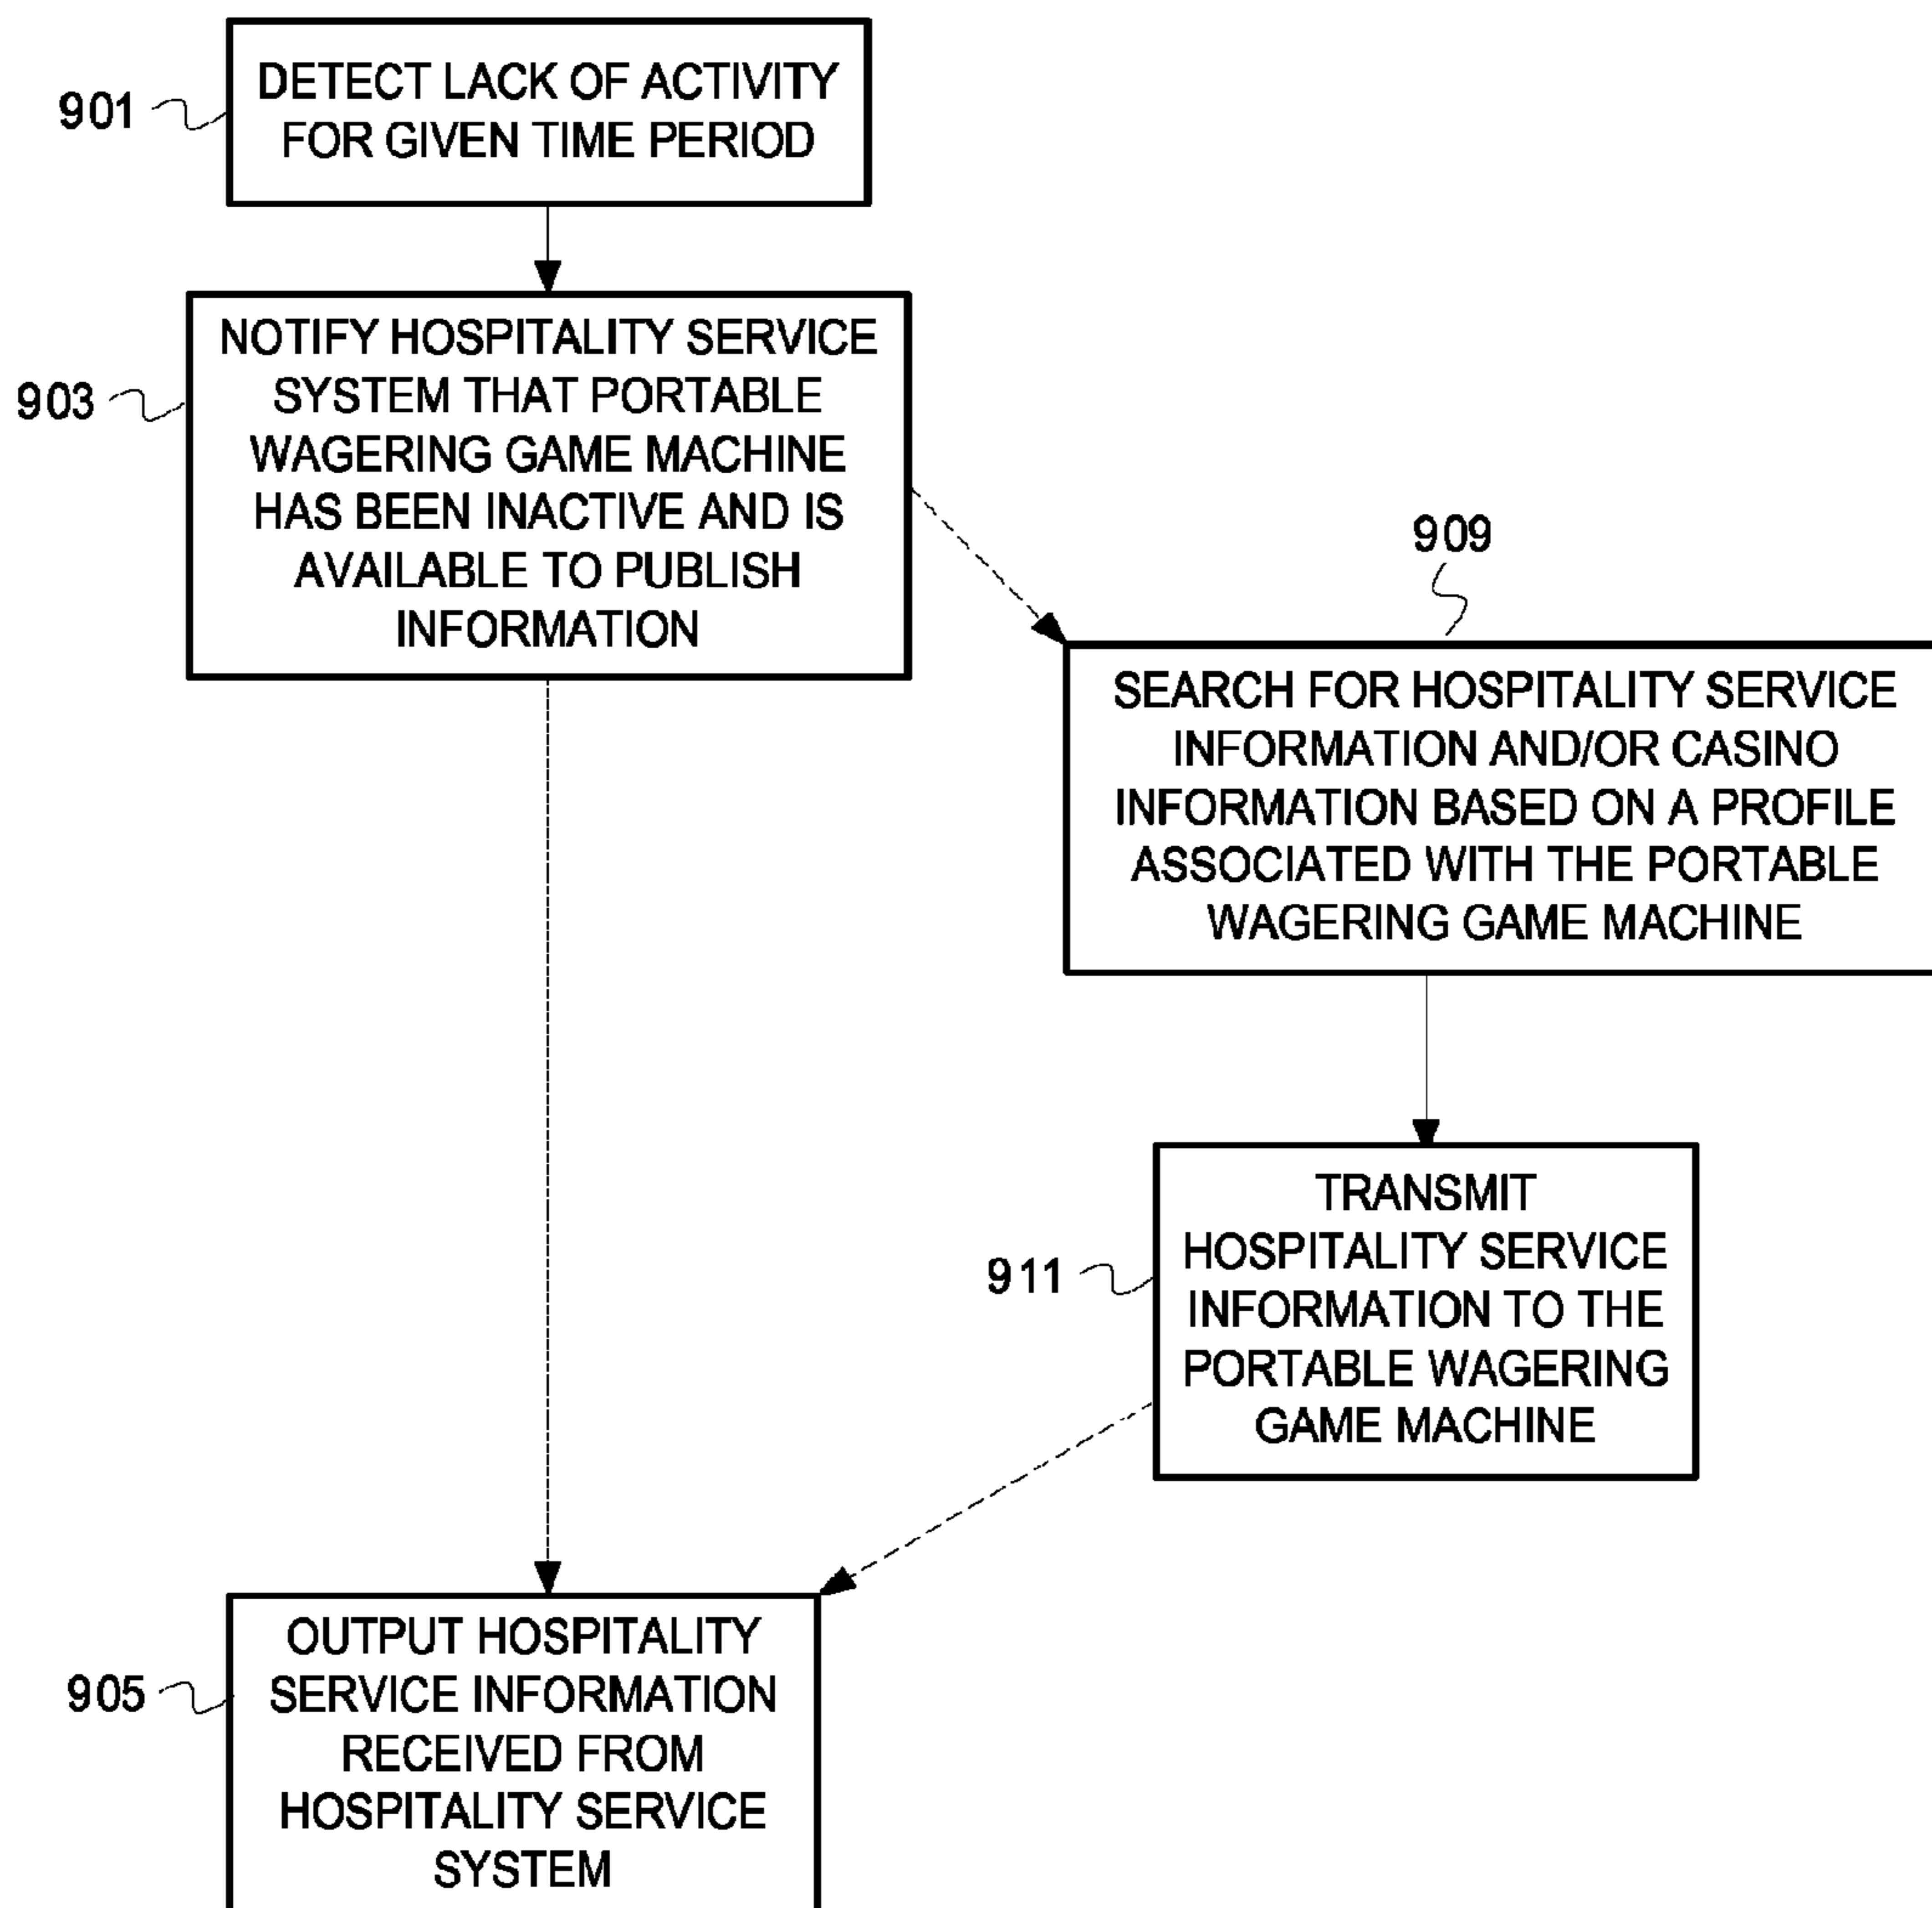 901
DETECT LACK OF ACTIVITY
FOR GIVEN TIME PERIOD
903
NOTIFY HOSPITALITY SERVICE
SYSTEM THAT PORTABLE
WAGERING GAME MACHINE
HAS BEEN INACTIVE AND IS
AVAILABLE TO PUBLISH
INFORMATION
909
SEARCH FOR HOSPITALITY SERVICE
INFORMATION AND/OR CASINO
INFORMATION BASED ON A PROFILE
ASSOCIATED WITH THE PORTABLE
WAGERING GAME MACHINE
911
TRANSMIT
HOSPITALITY SERVICE
INFORMATION TO THE
PORTABLE WAGERING
GAME MACHINE
905
OUTPUT HOSPITALITY
SERVICE INFORMATION
RECEIVED FROM
HOSPITALITY SERVICE
SYSTEM